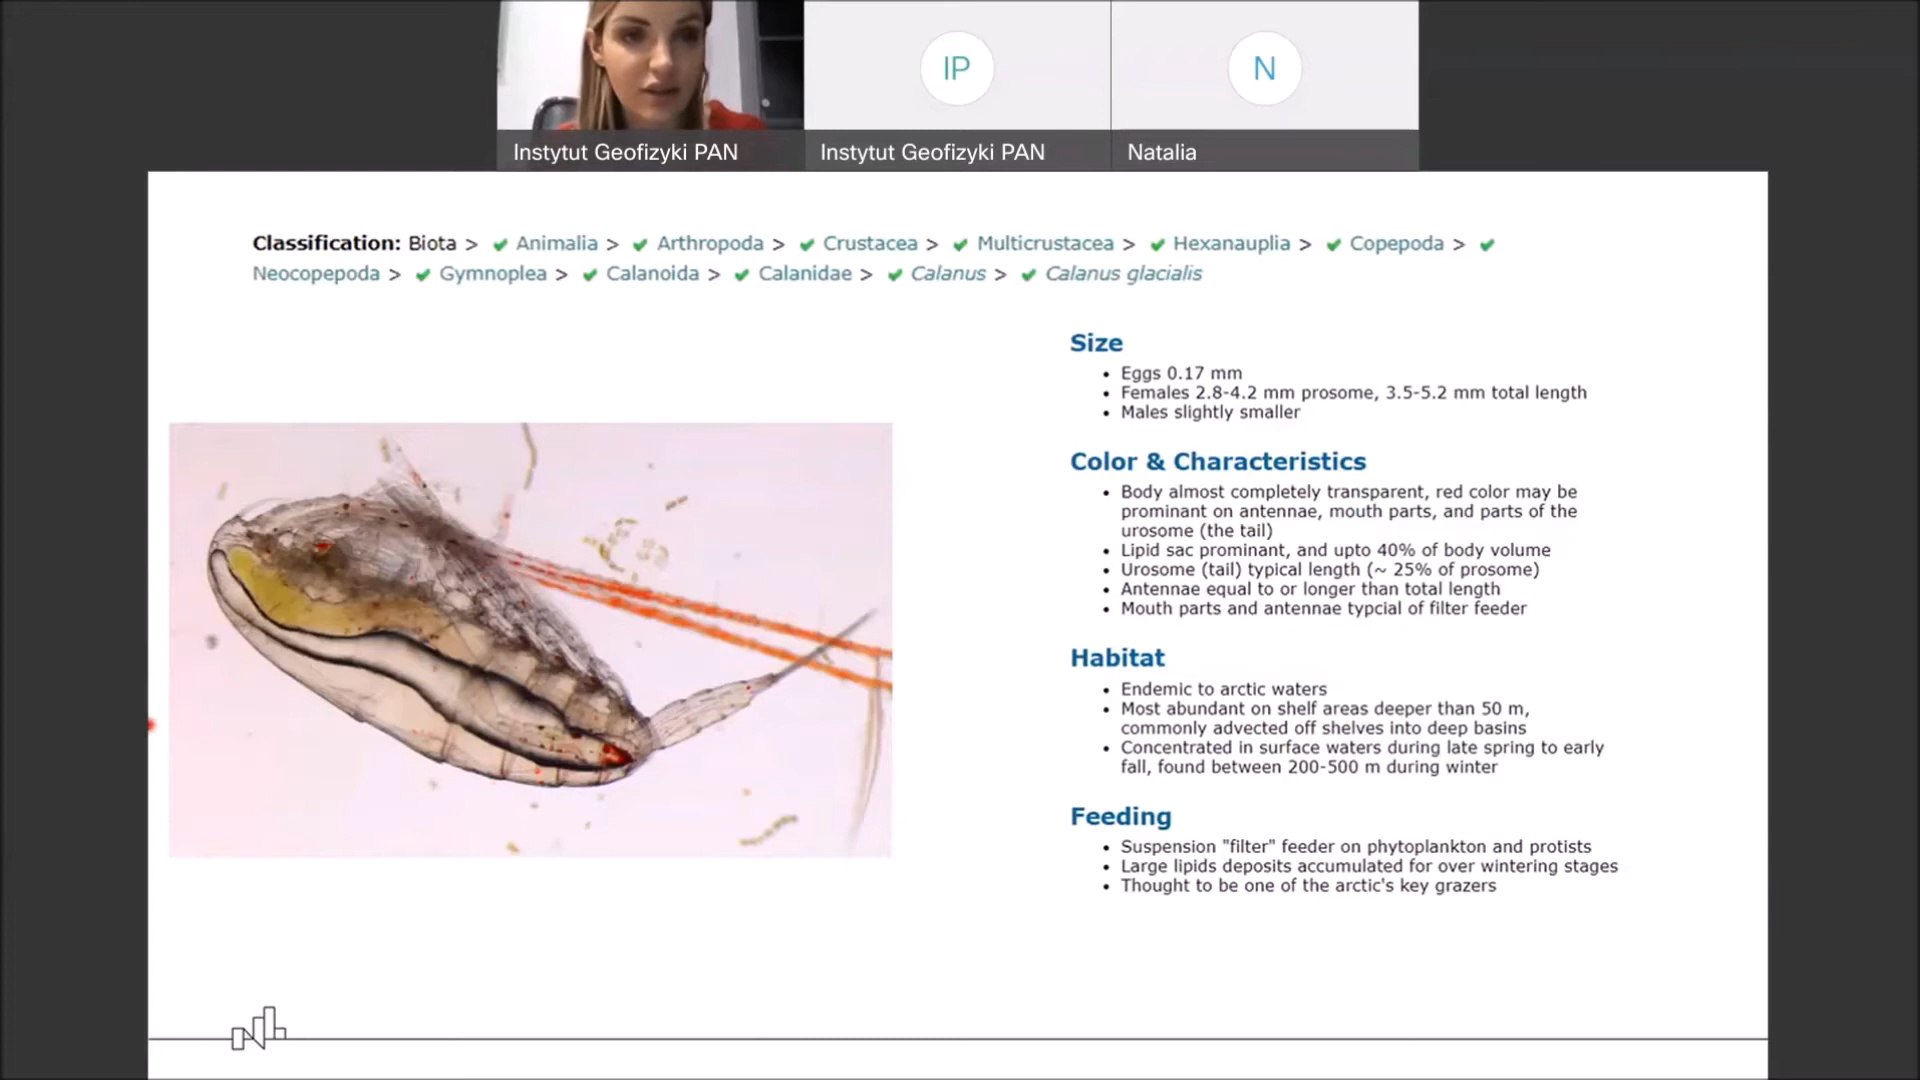 IP
N
Instytut Geofizyki PAN
Instytut Geofizyki PAN
Natalia
Classification: Biota > ✔ Animalia > ✔ Arthropoda > ✔ Crustacea > ✔ Multicrustacea > ✔ Hexanauplia > ✔ Copepoda > ✔
Neocopepoda > ✔ Gymnoplea > ✔ Calanoida > ✔ Calanidae > ✔ Calanus > ✔ Calanus glacialis
Size
• Eggs 0.17 mm
• Females 2.8-4.2 mm prosome, 3.5-5.2 mm total length
• Males slightly smaller
Color & Characteristics
• Body almost completely transparent, red color may be
prominant on antennae, mouth parts, and parts of the
urosome (the tail)
• Lipid sac prominant, and upto 40% of body volume
• Urosome (tail) typical length (~ 25% of prosome)
• Antennae equal to or longer than total length
• Mouth parts and antennae typcial of filter feeder
Habitat
• Endemic to arctic waters
• Most abundant on shelf areas deeper than 50 m,
commonly advected off shelves into deep basins
• Concentrated in surface waters during late spring to early
fall, found between 200-500 m during winter
Feeding
• Suspension "filter" feeder on phytoplankton and protists
• Large lipids deposits accumulated for over wintering stages
• Thought to be one of the arctic's key grazers